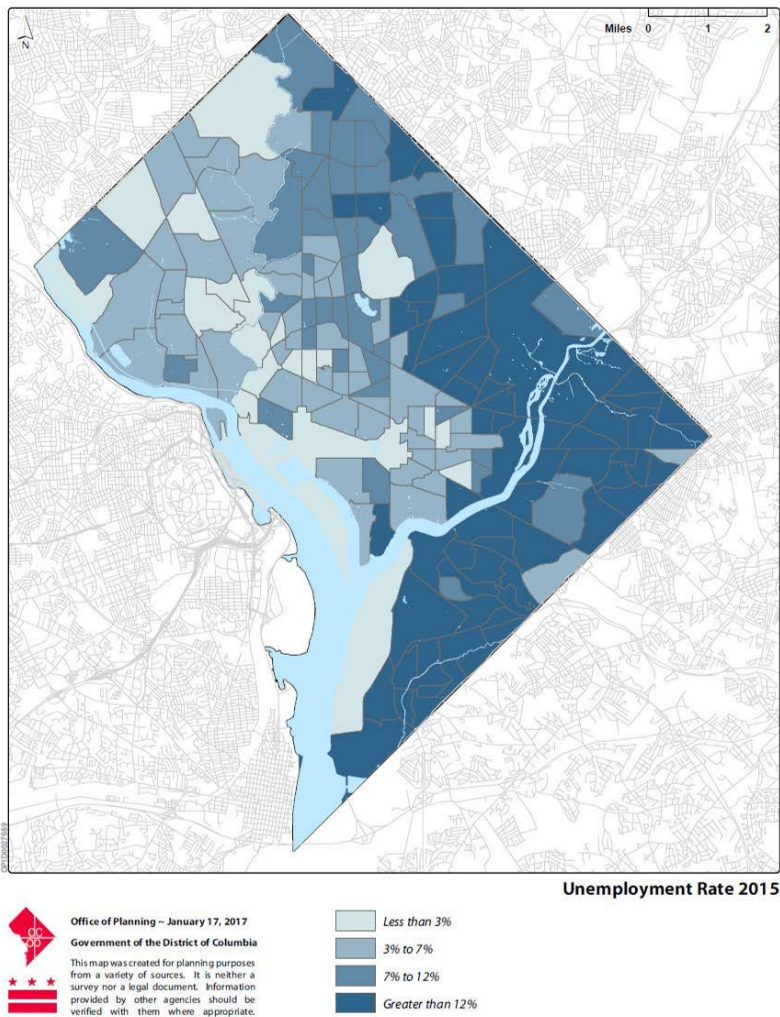 N
Miles 0 1 2
Unemployment Rate 2015
dc
op
Office of Planning ~ January 17, 2017
Government of the District of Columbia
This map was created for planning purposes
from a variety of sources. It is neither a
survey nor a legal document. Information
provided by other agencies should be
verified with them where appropriate.
Less than 3%
3% to 7%
7% to 12%
Greater than 12%